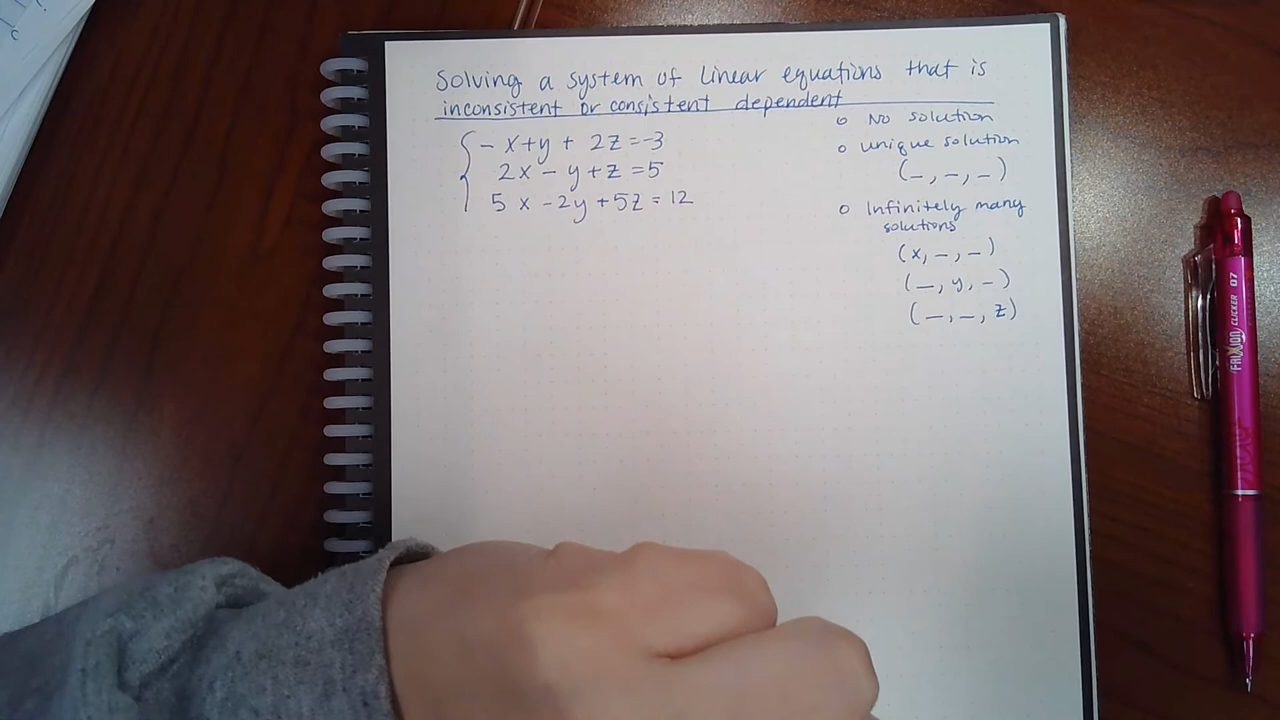 Solving a system of linear equations that is
inconsistent or consistent dependent
- x+y + 2z=-3
2x - y+z =5
5x -2y+5z=12
o No solution
o unique solution
(_,_,_)
o Infinitely many
solutions
(x,_,_)
(_,y,_)
(_,_,z)
FRIXION CLICKER 07
c